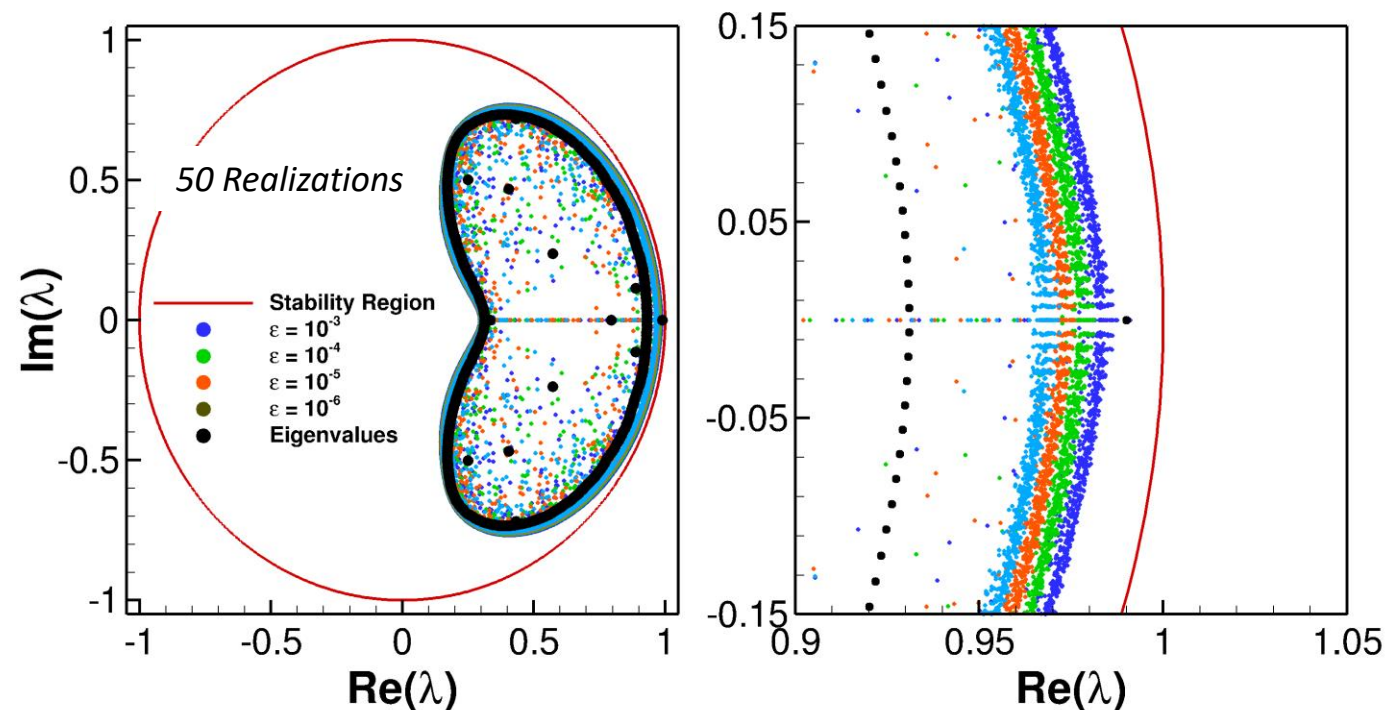 1
0.5
0
-0.5
-1
-1
-0.5
0
0.5
1
Im(λ)
Re(λ)
50 Realizations
Stability Region
ε = 10⁻³
ε = 10⁻⁴
ε = 10⁻⁵
ε = 10⁻⁶
Eigenvalues
0.15
0.05
-0.05
-0.15
0.9
0.95
1
1.05
Re(λ)